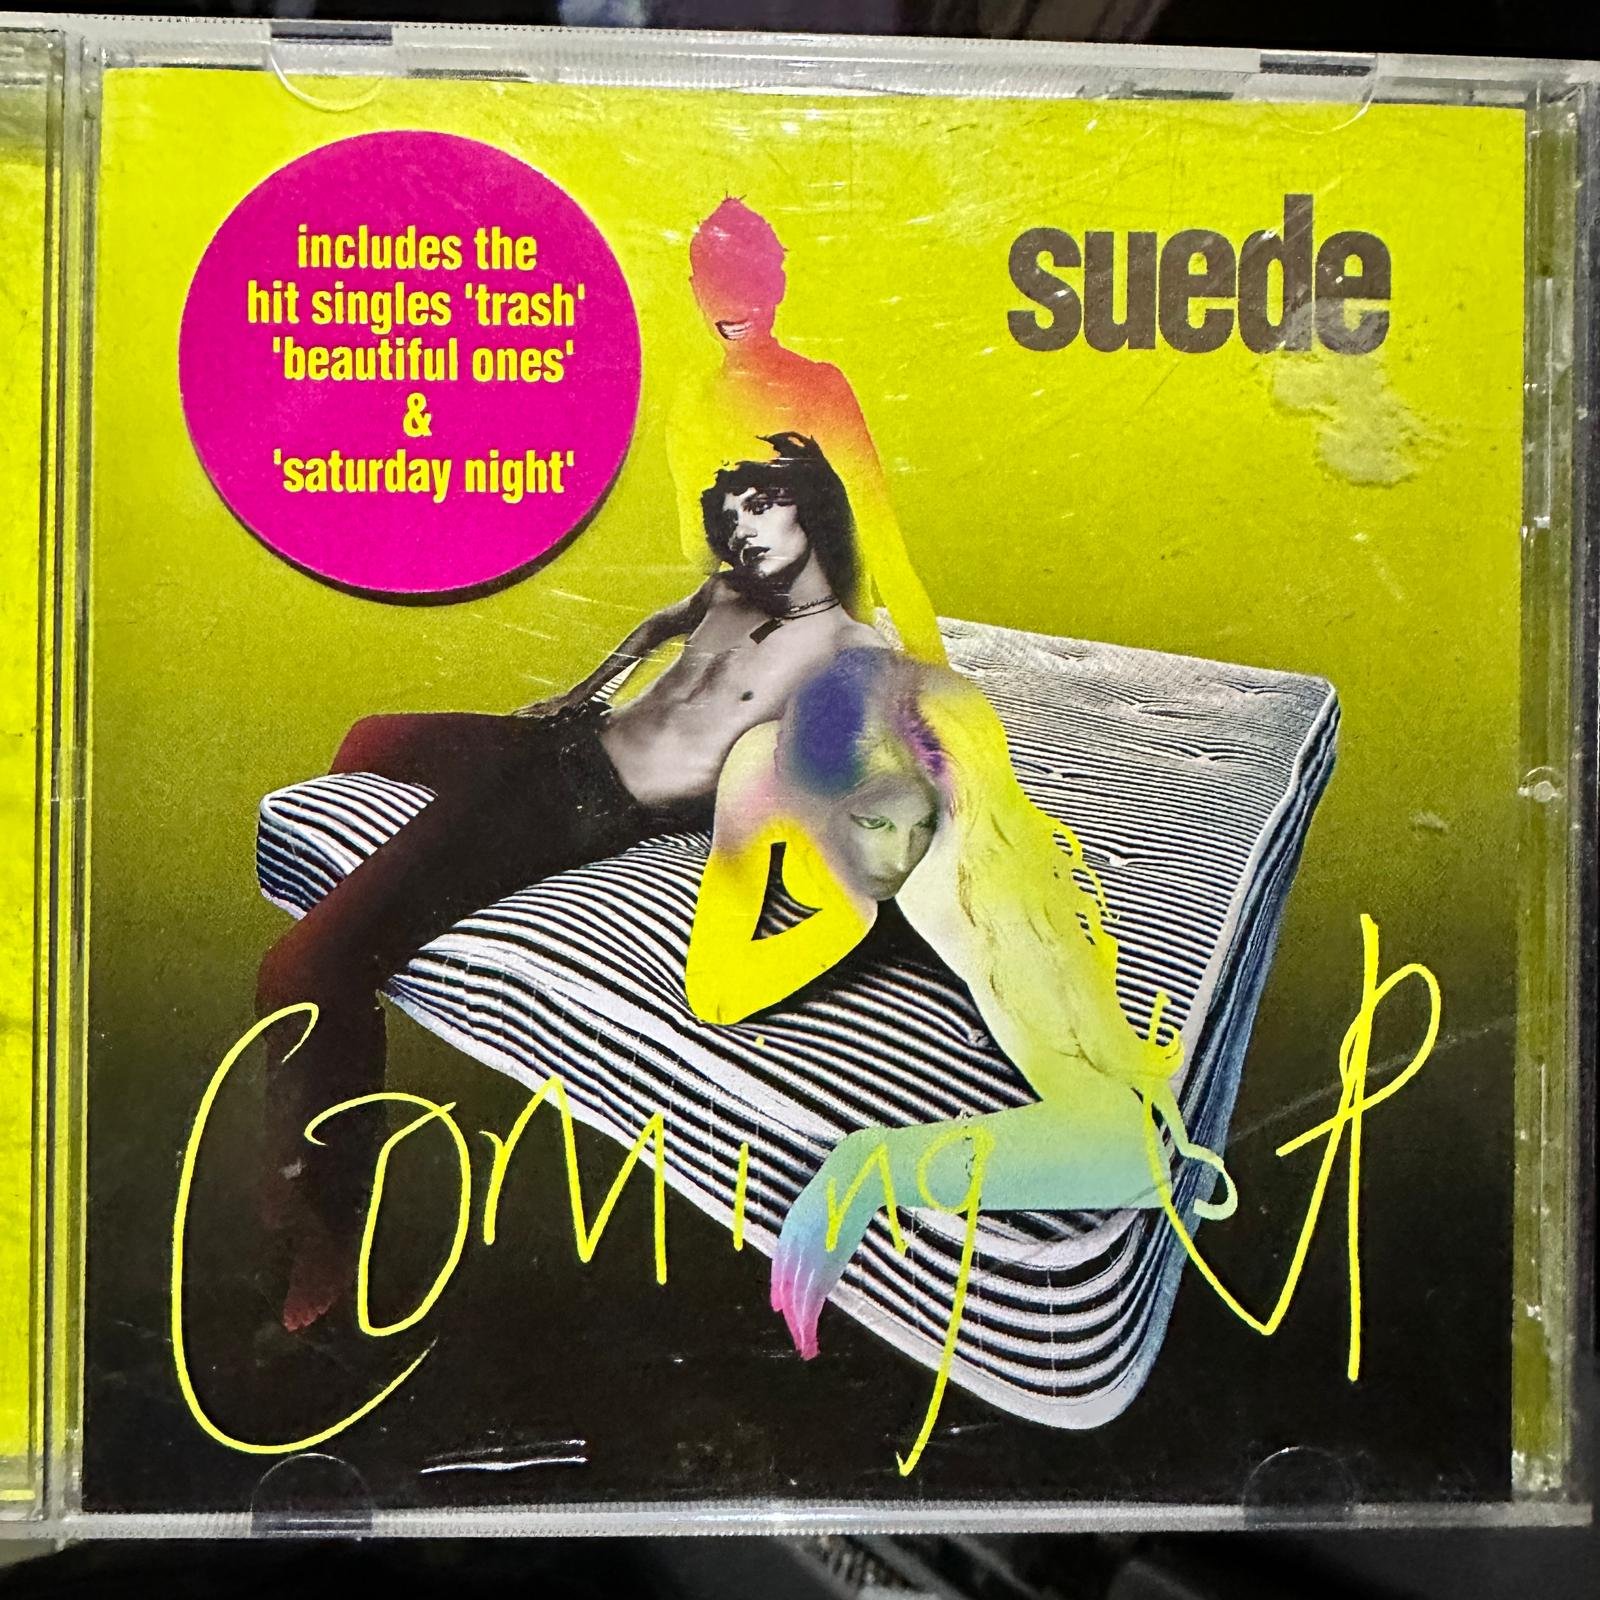 includes the
hit singles 'trash'
'beautiful ones'
&
'saturday night'
suede
Coming Up